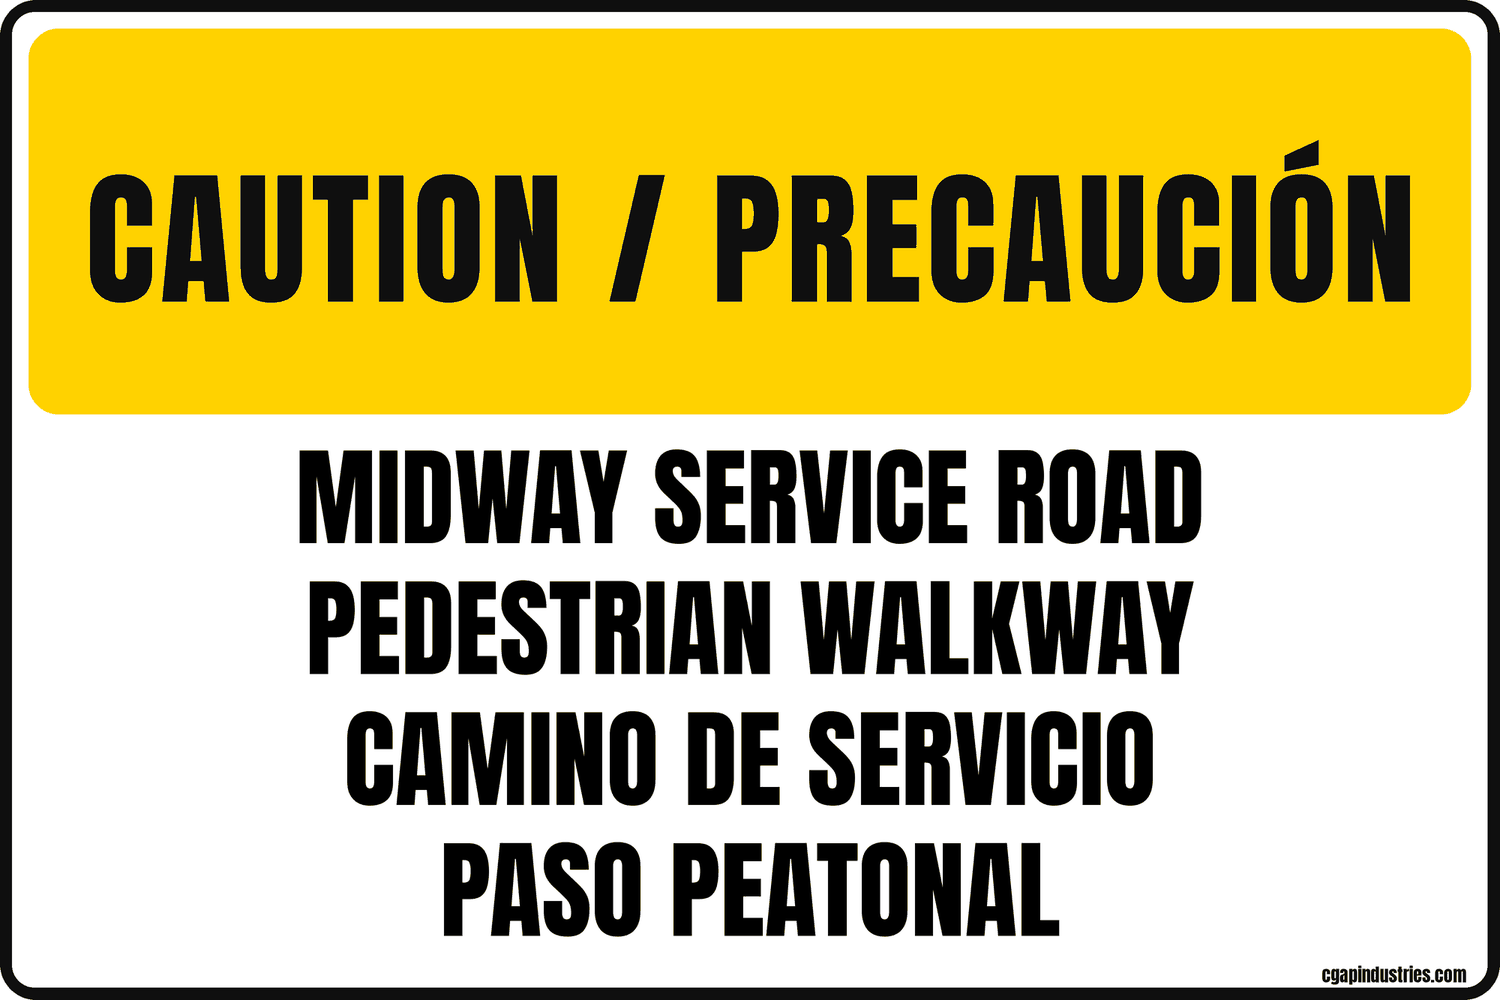 CAUTION / PRECAUCIÓN
MIDWAY SERVICE ROAD
PEDESTRIAN WALKWAY
CAMINO DE SERVICIO
PASO PEATONAL
cgapindustries.com